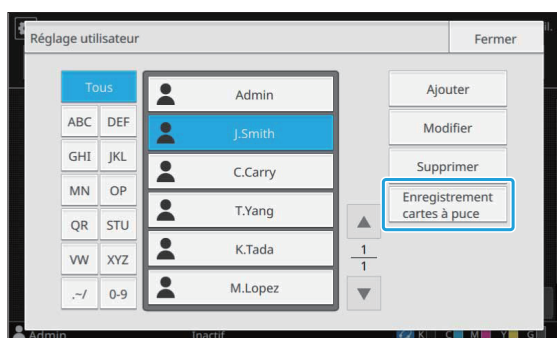 Réglage utilisateur
Fermer
Tous
ABC DEF
GHI JKL
MN OP
QR STU
VW XYZ
.~/ 0-9
Admin
J.Smith
C.Carry
T.Yang
K.Tada
M.Lopez
1
1
Ajouter
Modifier
Supprimer
Enregistrement
cartes à puce
Admin Inactif K C M Y G